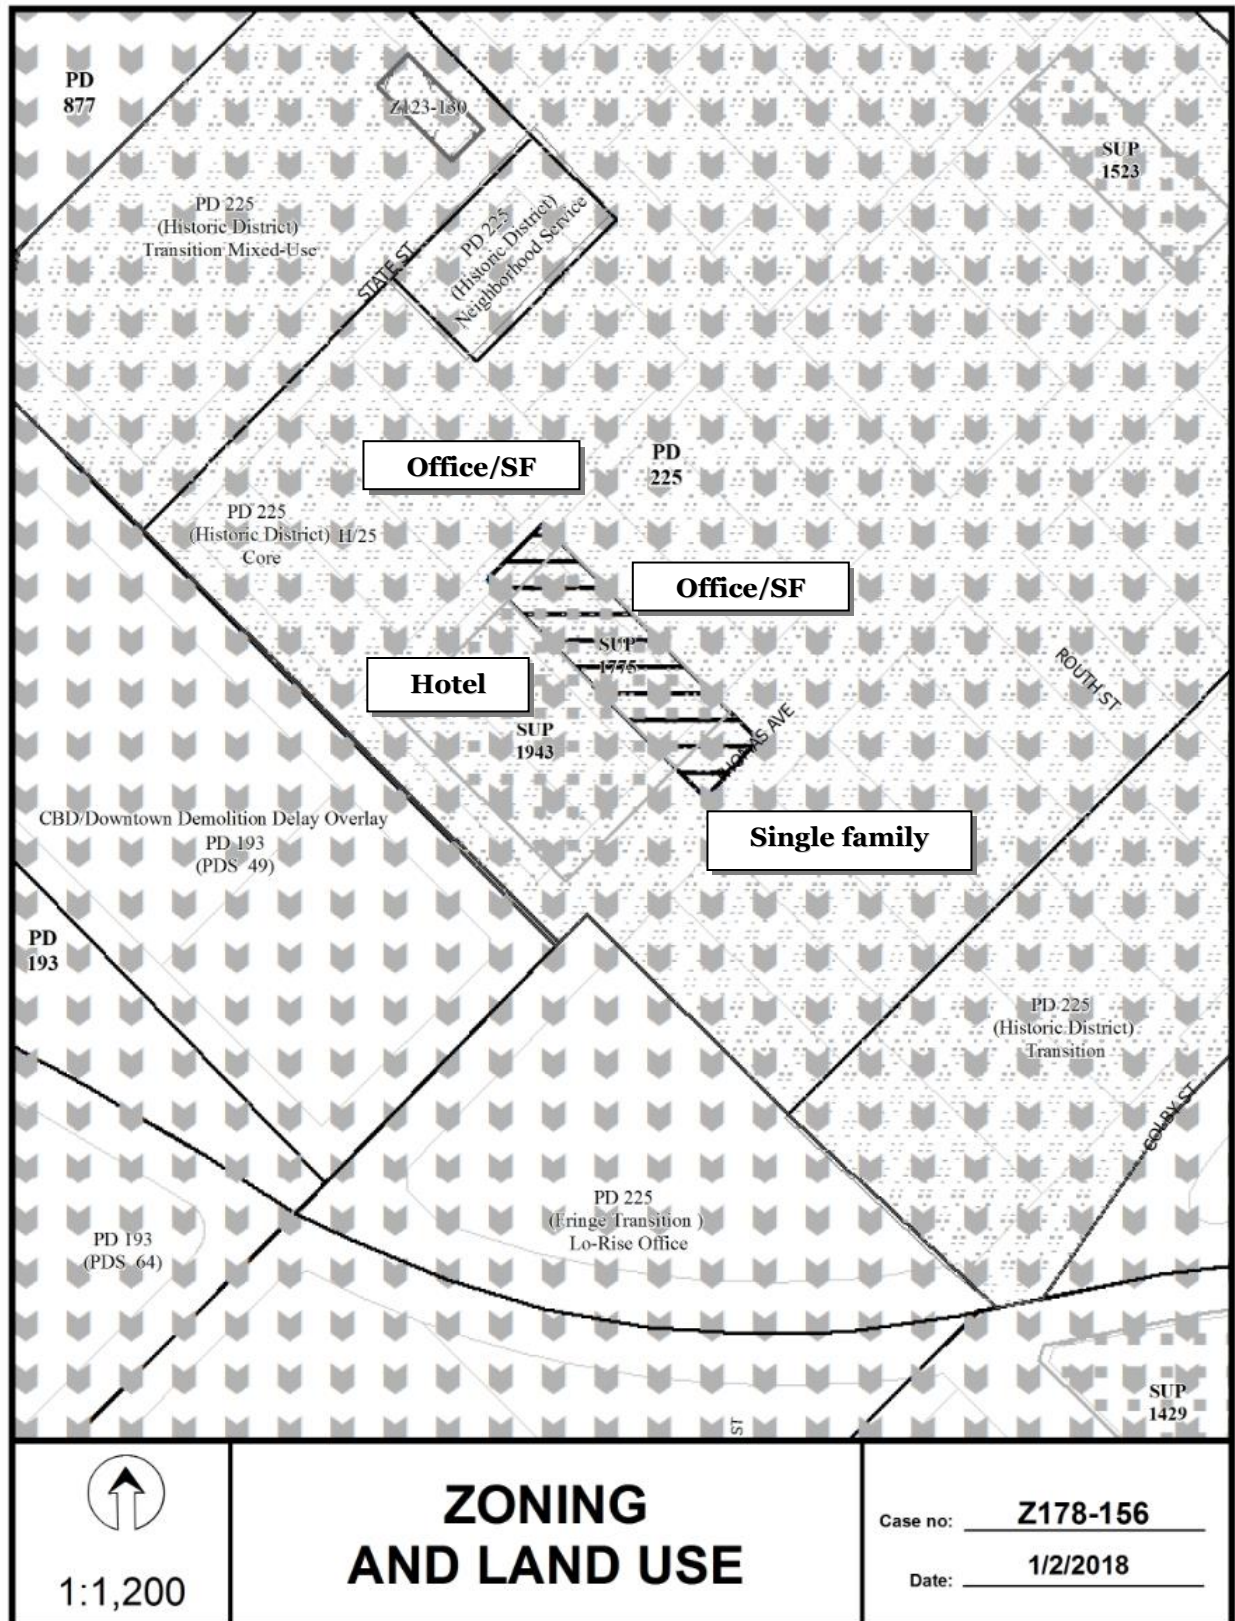 PD
877
Z123-130
SUP
1523
PD 225
(Historic District)
Transition Mixed-Use
PD 225
(Historic District)
Neighborhood Service
STATE ST
Office/SF
PD
225
PD 225
(Historic District) H/25
Core
Office/SF
SUP
1775
ROUTH ST
Hotel
SUP
1943
THOMAS AVE
CBD/Downtown Demolition Delay Overlay
PD 193
(PDS 49)
Single family
PD
193
PD 225
(Historic District)
Transition
COLBY ST
PD 225
(Fringe Transition )
Lo-Rise Office
PD 193
(PDS 64)
SUP
1429
ST
1:1,200
ZONING
AND LAND USE
Case no: Z178-156
Date: 1/2/2018